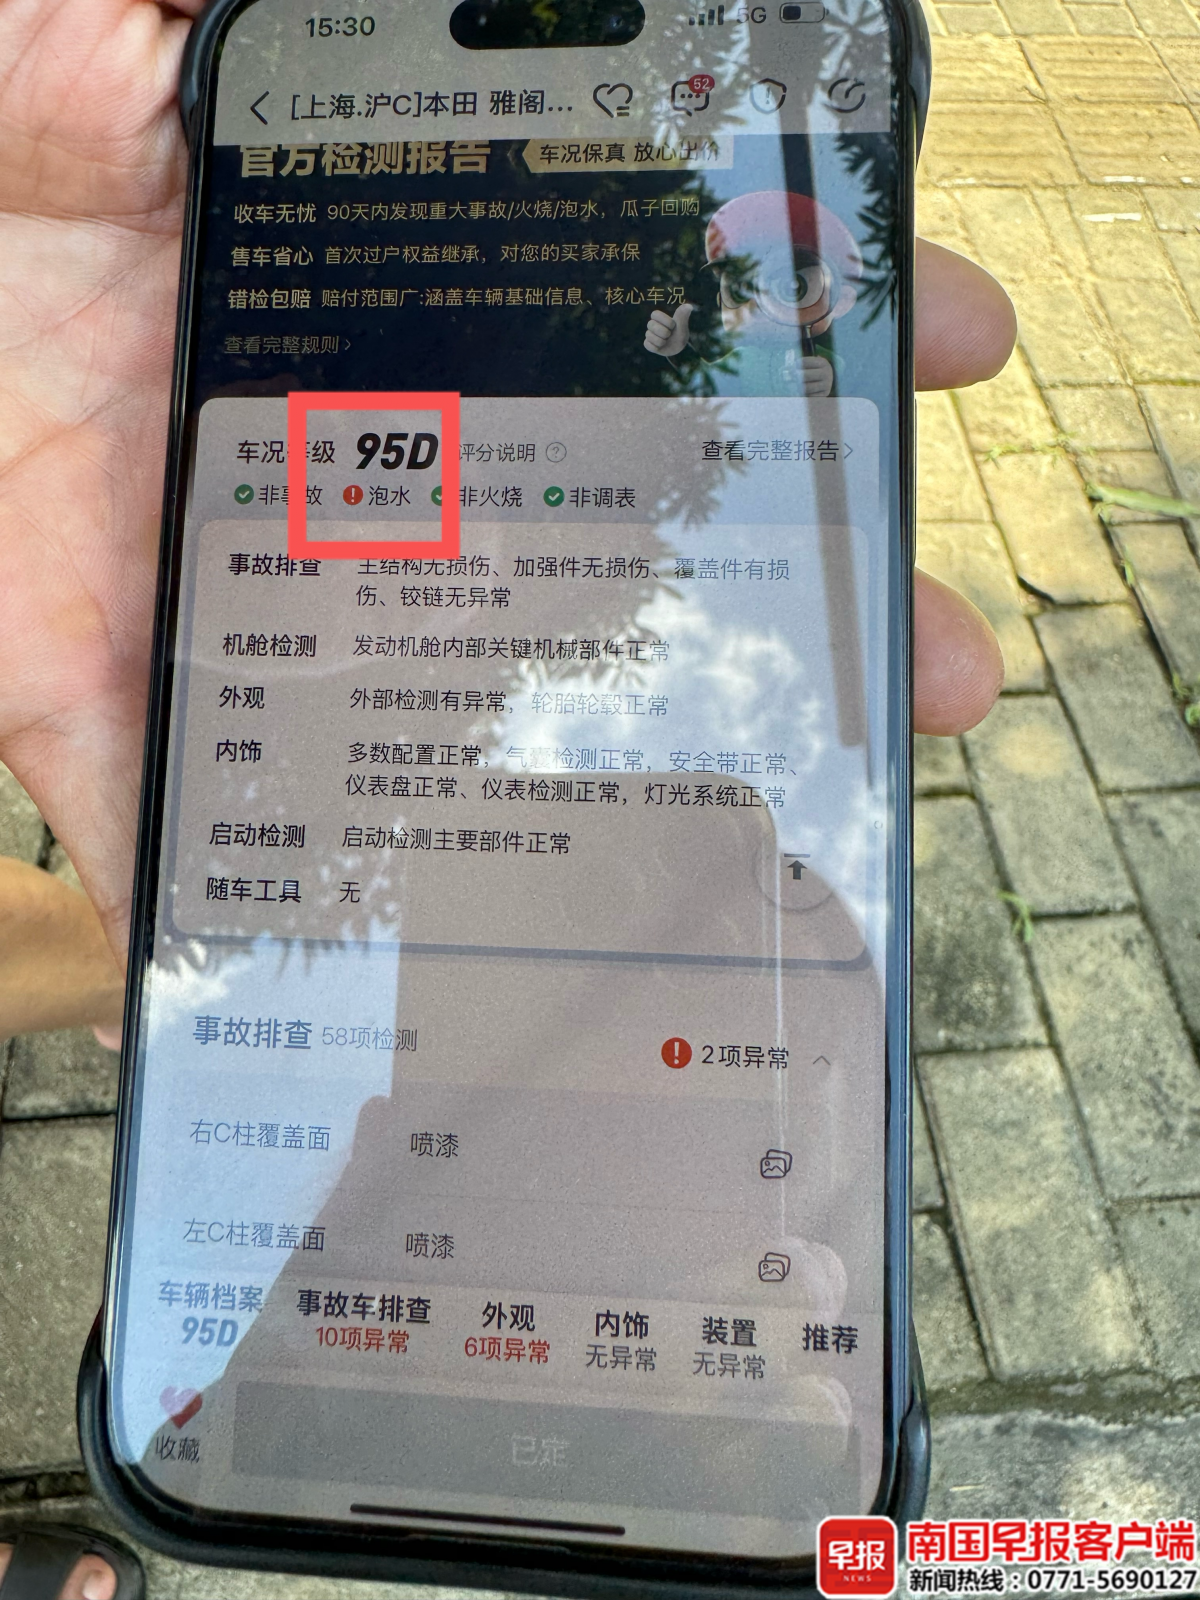 15:30
5G
[上海.沪C]本田 雅阁...
52
官方检测报告
车况保真 放心出价
收车无忧 90天内发现重大事故/火烧/泡水，瓜子回购
售车省心 首次过户权益继承，对您的买家承保
错检包赔 赔付范围广:涵盖车辆基础信息、核心车况
查看完整规则
车况等级 95D 评分说明 ?
查看完整报告
非事故 泡水 非火烧 非调表
事故排查 主结构无损伤、加强件无损伤、覆盖件有损
伤、铰链无异常
机舱检测 发动机舱内部关键机械部件正常
外观 外部检测有异常，轮胎轮毂正常
内饰 多数配置正常，气囊检测正常，安全带正常、
仪表盘正常、仪表检测正常，灯光系统正常
启动检测 启动检测主要部件正常
随车工具 无
事故排查 58项检测
2项异常
右C柱覆盖面 喷漆
左C柱覆盖面 喷漆
车辆档案 事故车排查 外观 内饰 装置 推荐
95D 10项异常 6项异常 无异常 无异常
收藏
已定
早报
NEWS
南国早报客户端
新闻热线：0771-5690127